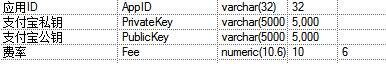 应用ID AppID varchar(32) 32
支付宝私钥 PrivateKey varchar(5000 5,000
支付宝公钥 PublicKey varchar(5000 5,000
费率 Fee numeric(10.6) 10 6